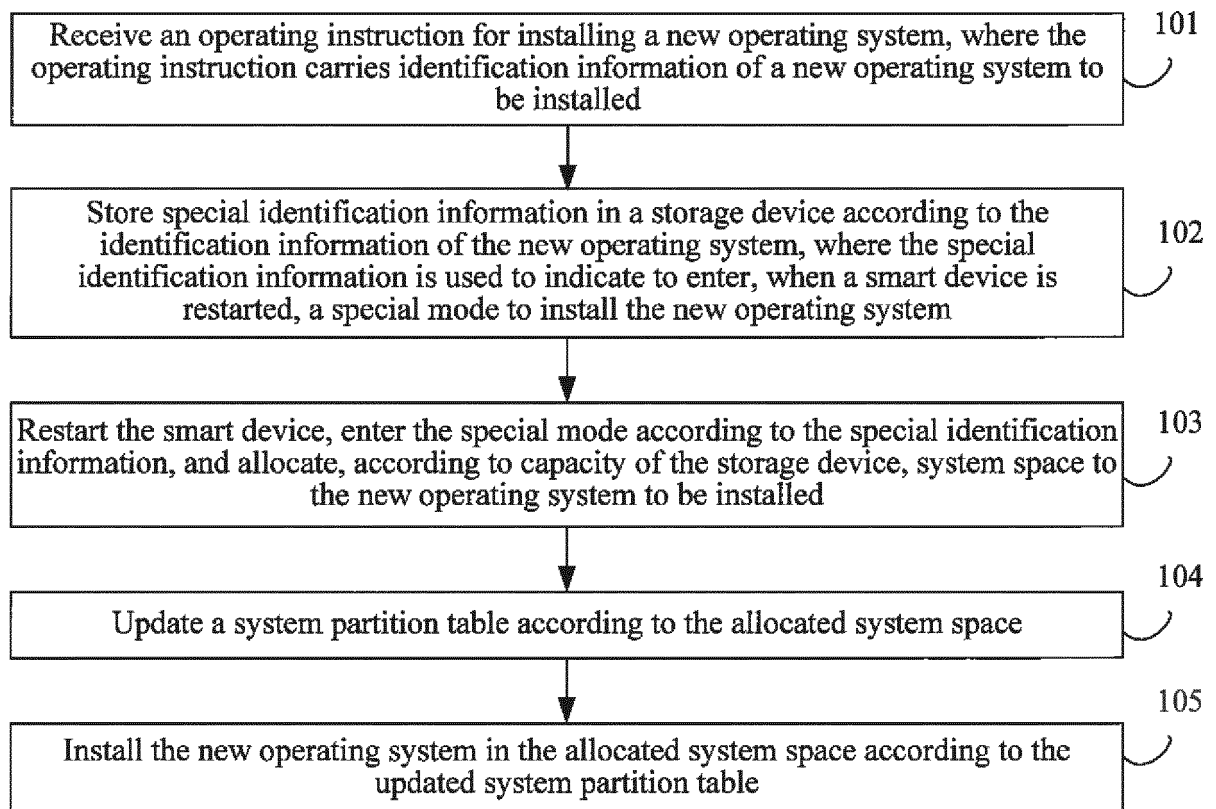 Receive an operating instruction for installing a new operating system, where the
operating instruction carries identification information of a new operating system to
be installed
101
Store special identification information in a storage device according to the
identification information of the new operating system, where the special
identification information is used to indicate to enter, when a smart device is
restarted, a special mode to install the new operating system
102
Restart the smart device, enter the special mode according to the special identification
information, and allocate, according to capacity of the storage device, system space to
the new operating system to be installed
103
Update a system partition table according to the allocated system space
104
Install the new operating system in the allocated system space according to the
updated system partition table
105